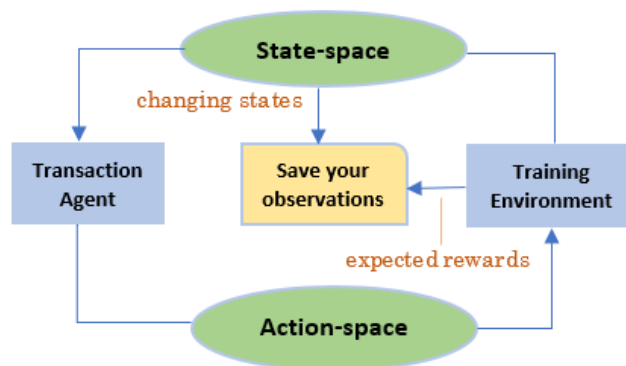 State-space
changing states
Transaction
Agent
Save your
observations
Training
Environment
expected rewards
Action-space